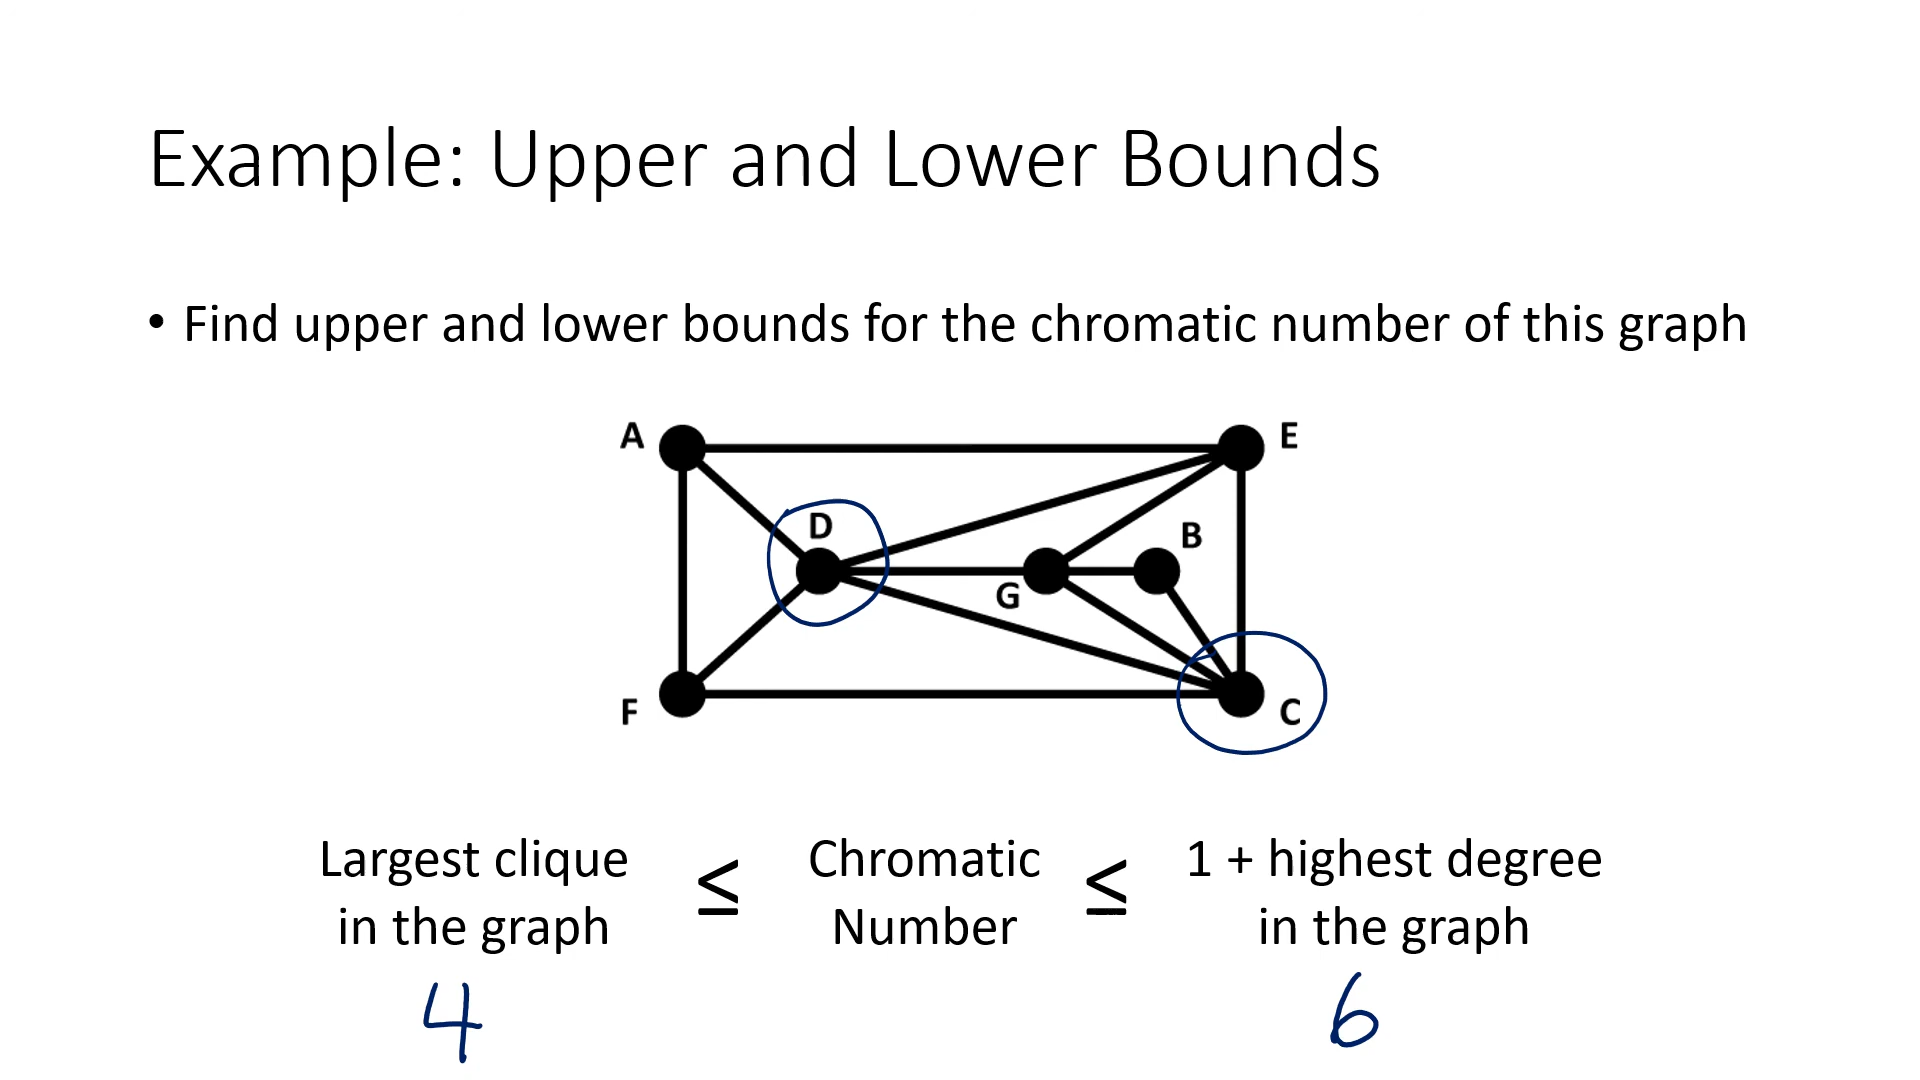 Example: Upper and Lower Bounds
• Find upper and lower bounds for the chromatic number of this graph
A E
D B
G
F C
Largest clique ≤ Chromatic ≤ 1 + highest degree
in the graph Number in the graph
4 6